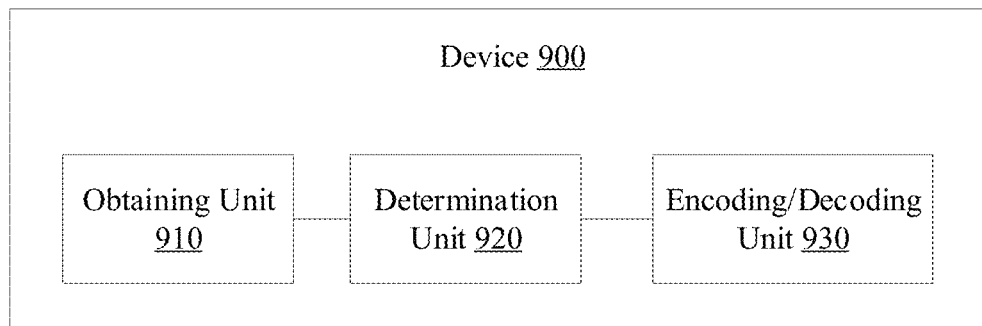 Device 900
Obtaining Unit
910
Determination
Unit 920
Encoding/Decoding
Unit 930